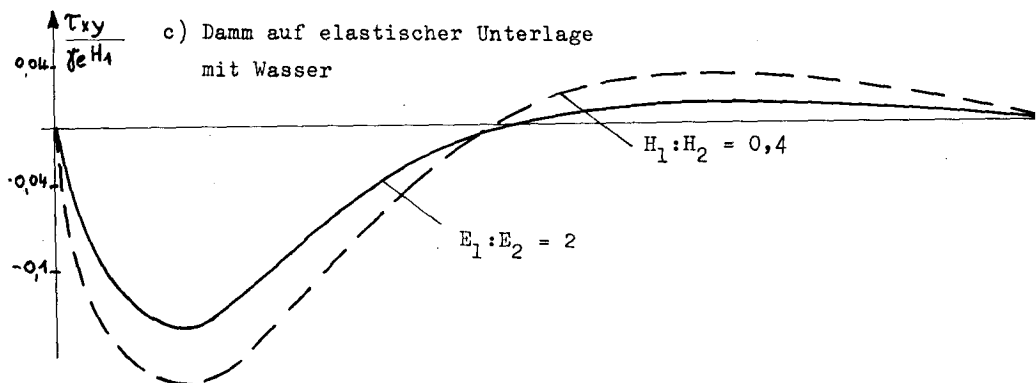 τxy
γe H1
c) Damm auf elastischer Unterlage
mit Wasser
0,04
-0,04
-0,1
H1:H2 = 0,4
E1:E2 = 2